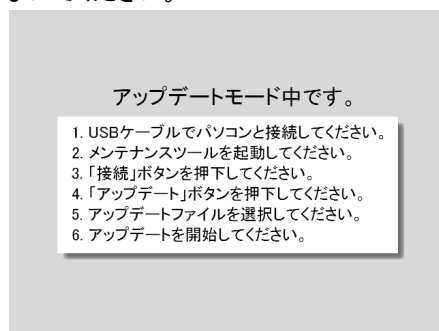 アップデートモード中です。
1. USBケーブルでパソコンと接続してください。
2. メンテナンスツールを起動してください。
3.「接続」ボタンを押下してください。
4.「アップデート」ボタンを押下してください。
5. アップデートファイルを選択してください。
6. アップデートを開始してください。